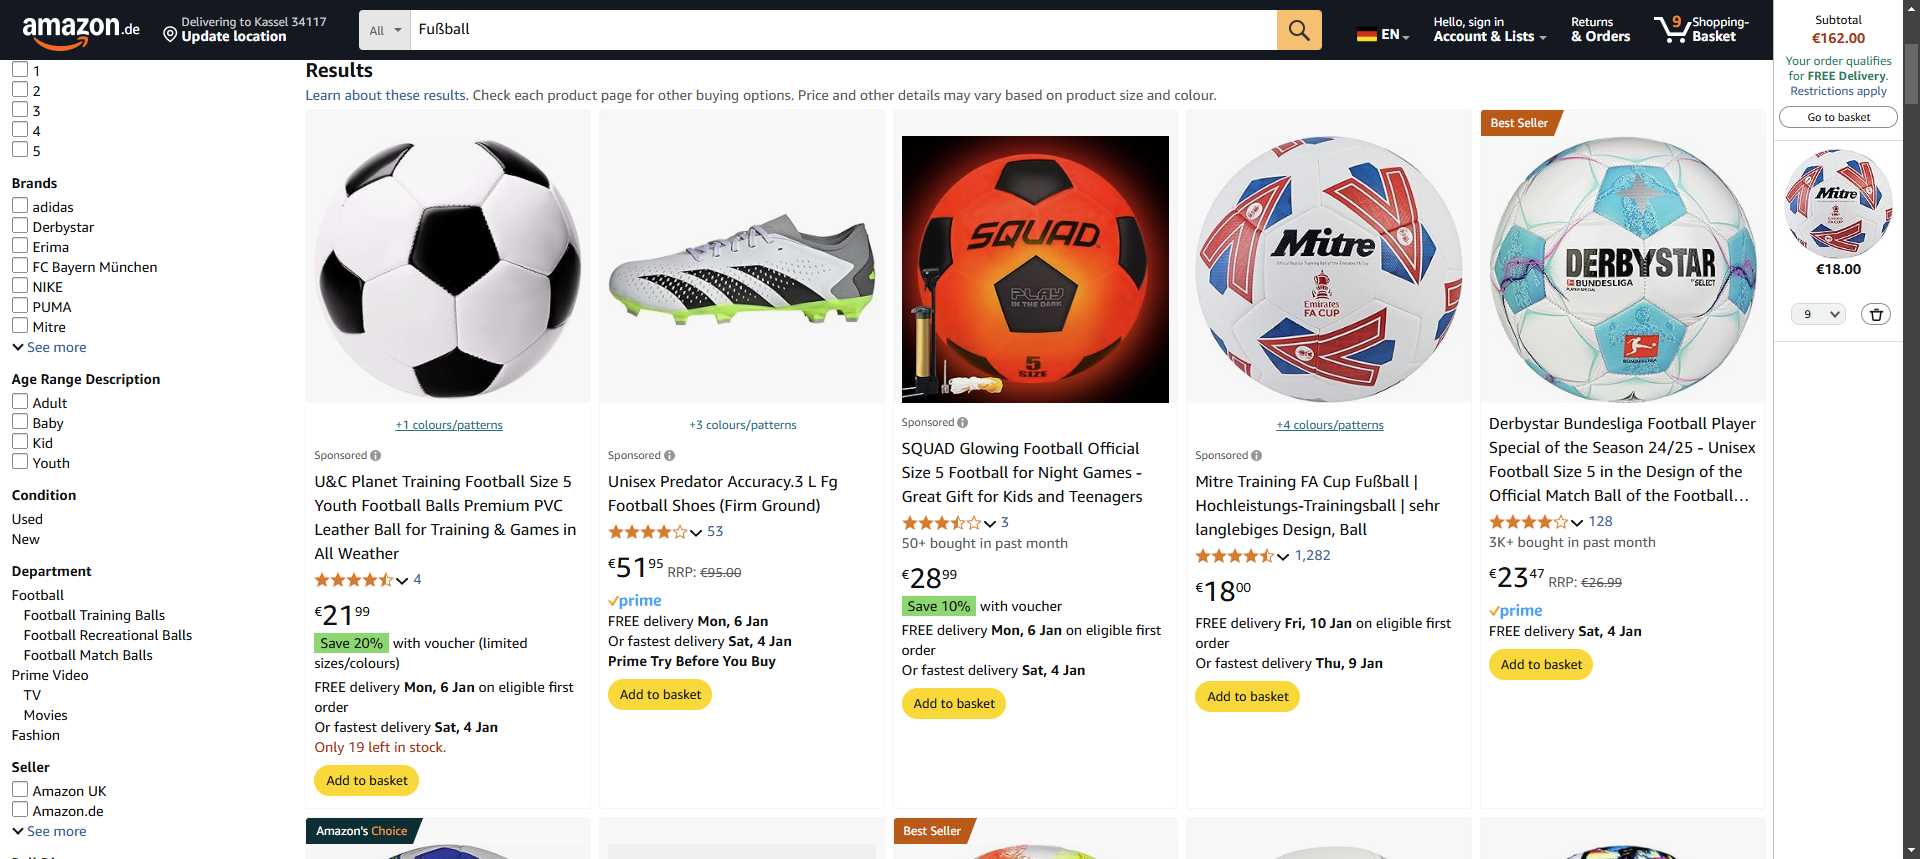 amazon.de
Delivering to Kassel 34117
Update location
All
Fußball
EN
Hello, sign in
Account & Lists
Returns
& Orders
9
Shopping-
Basket
Subtotal
€162.00
Your order qualifies
for FREE Delivery.
Restrictions apply
Go to basket
Mitre
Emirates
FA CUP
€18.00
9
1
2
3
4
5
Brands
adidas
Derbystar
Erima
FC Bayern München
NIKE
PUMA
Mitre
See more
Age Range Description
Adult
Baby
Kid
Youth
Condition
Used
New
Department
Football
Football Training Balls
Football Recreational Balls
Football Match Balls
Prime Video
TV
Movies
Fashion
Seller
Amazon UK
Amazon.de
See more
Results
Learn about these results. Check each product page for other buying options. Price and other details may vary based on product size and colour.
+1 colours/patterns
Sponsored
U&C Planet Training Football Size 5
Youth Football Balls Premium PVC
Leather Ball for Training & Games in
All Weather
4
€21.99
Save 20% with voucher (limited
sizes/colours)
FREE delivery Mon, 6 Jan on eligible first
order
Or fastest delivery Sat, 4 Jan
Only 19 left in stock.
Add to basket
+3 colours/patterns
Sponsored
Unisex Predator Accuracy.3 L Fg
Football Shoes (Firm Ground)
53
€51.95 RRP: €95.00
prime
FREE delivery Mon, 6 Jan
Or fastest delivery Sat, 4 Jan
Prime Try Before You Buy
Add to basket
SQUAD
PLAY
IN THE DARK
5
SIZE
Sponsored
SQUAD Glowing Football Official
Size 5 Football for Night Games -
Great Gift for Kids and Teenagers
3
50+ bought in past month
€28.99
Save 10% with voucher
FREE delivery Mon, 6 Jan on eligible first
order
Or fastest delivery Sat, 4 Jan
Add to basket
Mitre
Emirates
FA CUP
+4 colours/patterns
Sponsored
Mitre Training FA Cup Fußball |
Hochleistungs-Trainingsball | sehr
langlebiges Design, Ball
1,282
€18.00
FREE delivery Fri, 10 Jan on eligible first
order
Or fastest delivery Thu, 9 Jan
Add to basket
Best Seller
DERBYSTAR
BUNDESLIGA
by SELECT
PLAYER SPECIAL
BUNDESLIGA
Derbystar Bundesliga Football Player
Special of the Season 24/25 - Unisex
Football Size 5 in the Design of the
Official Match Ball of the Football…
128
3K+ bought in past month
€23.47 RRP: €26.99
prime
FREE delivery Sat, 4 Jan
Add to basket
Amazon's Choice
Best Seller